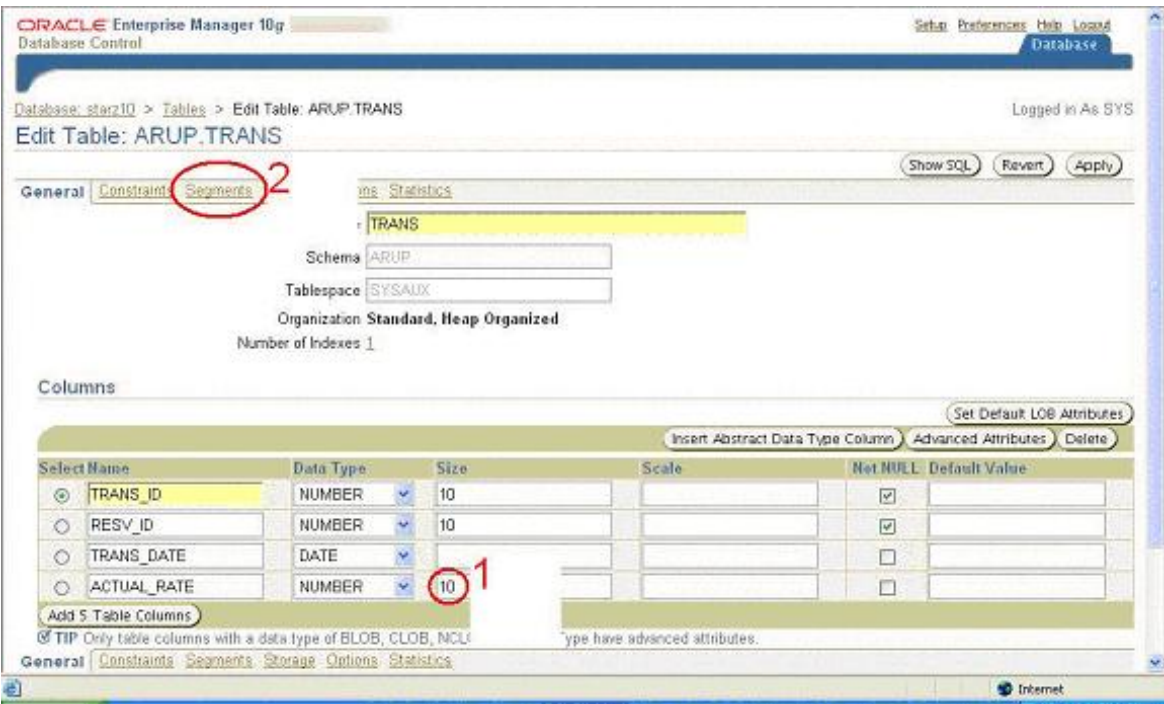 ORACLE Enterprise Manager 10g
Database Control
Setup Preferences Help Logout
Database
Database: starz10 > Tables > Edit Table: ARUP.TRANS
Logged in As SYS
Edit Table: ARUP.TRANS
Show SQL Revert Apply
General Constraints Segments 2 Statistics
TRANS
Schema ARUP
Tablespace SYSAUX
Organization Standard, Heap Organized
Number of Indexes 1
Columns
Set Default LOB Attributes
Insert Abstract Data Type Column Advanced Attributes Delete
Select Name Data Type Size Scale Not NULL Default Value
TRANS_ID NUMBER 10
RESV_ID NUMBER 10
TRANS_DATE DATE
ACTUAL_RATE NUMBER 10 1
Add 5 Table Columns
TIP Only table columns with a data type of BLOB, CLOB, have advanced attributes.
General Constraints Segments Storage Options Statistics
Internet